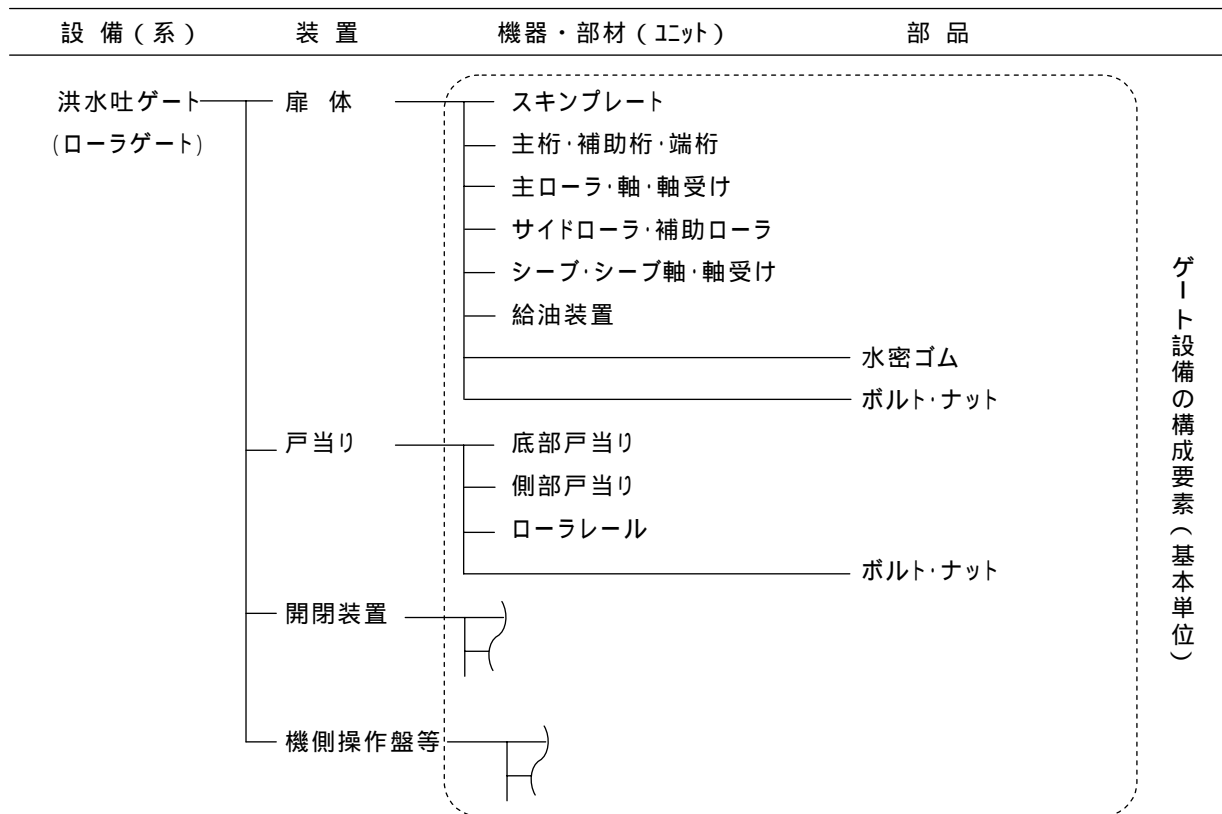 設備(系) 装置 機器・部材(ユニット) 部品
洪水吐ゲート 扉体 スキンプレート
(ローラゲート) 主桁・補助桁・端桁
主ローラ・軸・軸受け
サイドローラ・補助ローラ
シーブ・シーブ軸・軸受け
給油装置
水密ゴム
ボルト・ナット
戸当り 底部戸当り
側部戸当り
ローラレール
ボルト・ナット
開閉装置
機側操作盤等
ゲート設備の構成要素(基本単位)